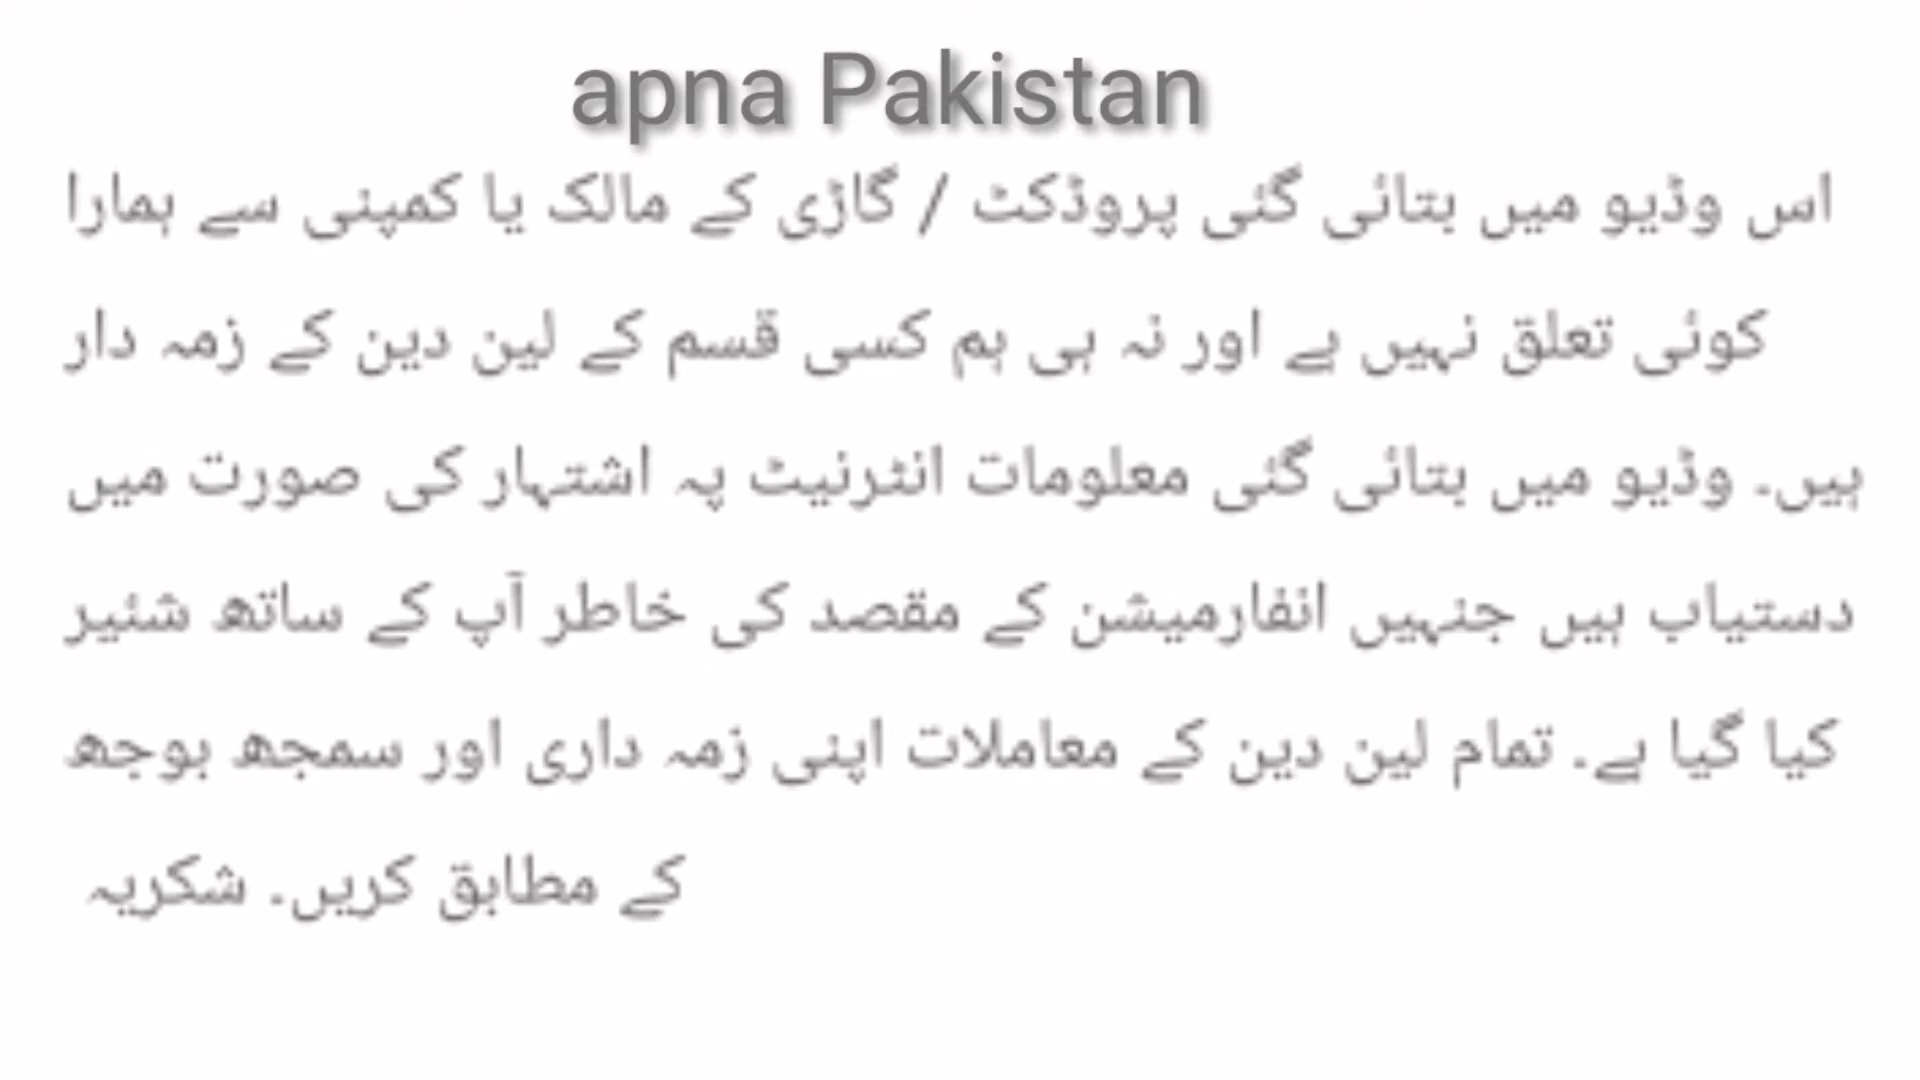 apna Pakistan
اس وڈیو میں بتائی گئی پروڈکٹ / گاڑی کے مالک یا کمپنی سے ہمارا
کوئی تعلق نہیں ہے اور نہ ہی ہم کسی قسم کے لین دین کے زمہ دار
ہیں۔ وڈیو میں بتائی گئی معلومات انٹرنیٹ پہ اشتہار کی صورت میں
دستیاب ہیں جنہیں انفارمیشن کے مقصد کی خاطر آپ کے ساتھ شئیر
کیا گیا ہے۔ تمام لین دین کے معاملات اپنی زمہ داری اور سمجھ بوجھ
کے مطابق کریں۔ شکریہ